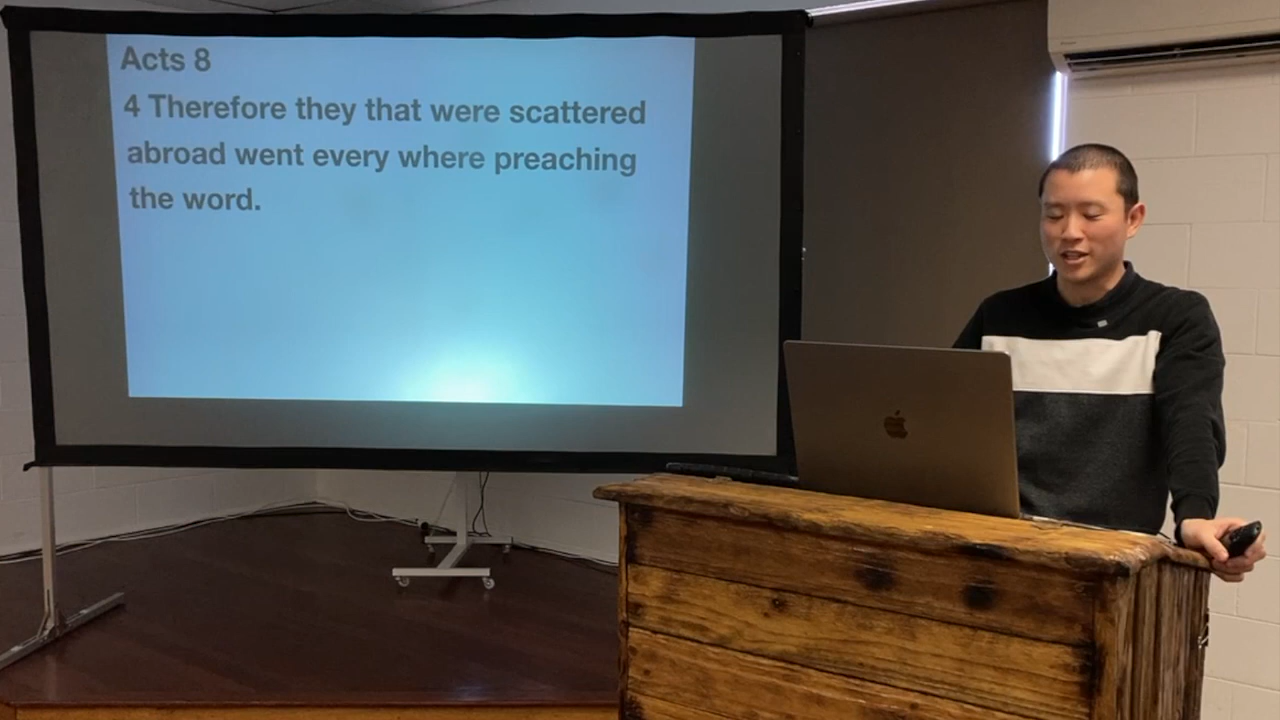 Acts 8
4 Therefore they that were scattered
abroad went every where preaching
the word.